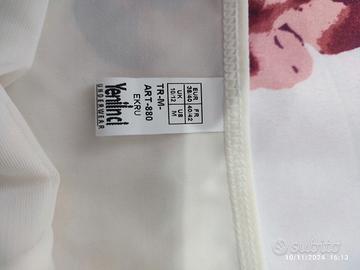 Yeniinci
UNDERWEAR
TR-M-
ART-880
EKRU
EUR
FR
38/40
40/42
UK
US
10/12
M
Subito
10/11/2024 16:13